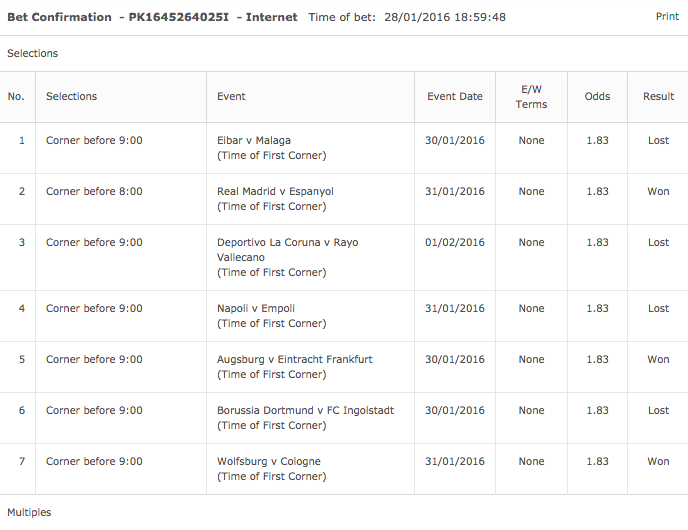 Bet Confirmation - PK1645264025I - Internet Time of bet: 28/01/2016 18:59:48 Print
Selections
No. Selections Event Event Date E/W Terms Odds Result
1 Corner before 9:00 Eibar v Malaga 30/01/2016 None 1.83 Lost
(Time of First Corner)
2 Corner before 8:00 Real Madrid v Espanyol 31/01/2016 None 1.83 Won
(Time of First Corner)
3 Corner before 9:00 Deportivo La Coruna v Rayo 01/02/2016 None 1.83 Lost
Vallecano
(Time of First Corner)
4 Corner before 9:00 Napoli v Empoli 31/01/2016 None 1.83 Lost
(Time of First Corner)
5 Corner before 9:00 Augsburg v Eintracht Frankfurt 30/01/2016 None 1.83 Won
(Time of First Corner)
6 Corner before 9:00 Borussia Dortmund v FC Ingolstadt 30/01/2016 None 1.83 Lost
(Time of First Corner)
7 Corner before 9:00 Wolfsburg v Cologne 31/01/2016 None 1.83 Won
(Time of First Corner)
Multiples